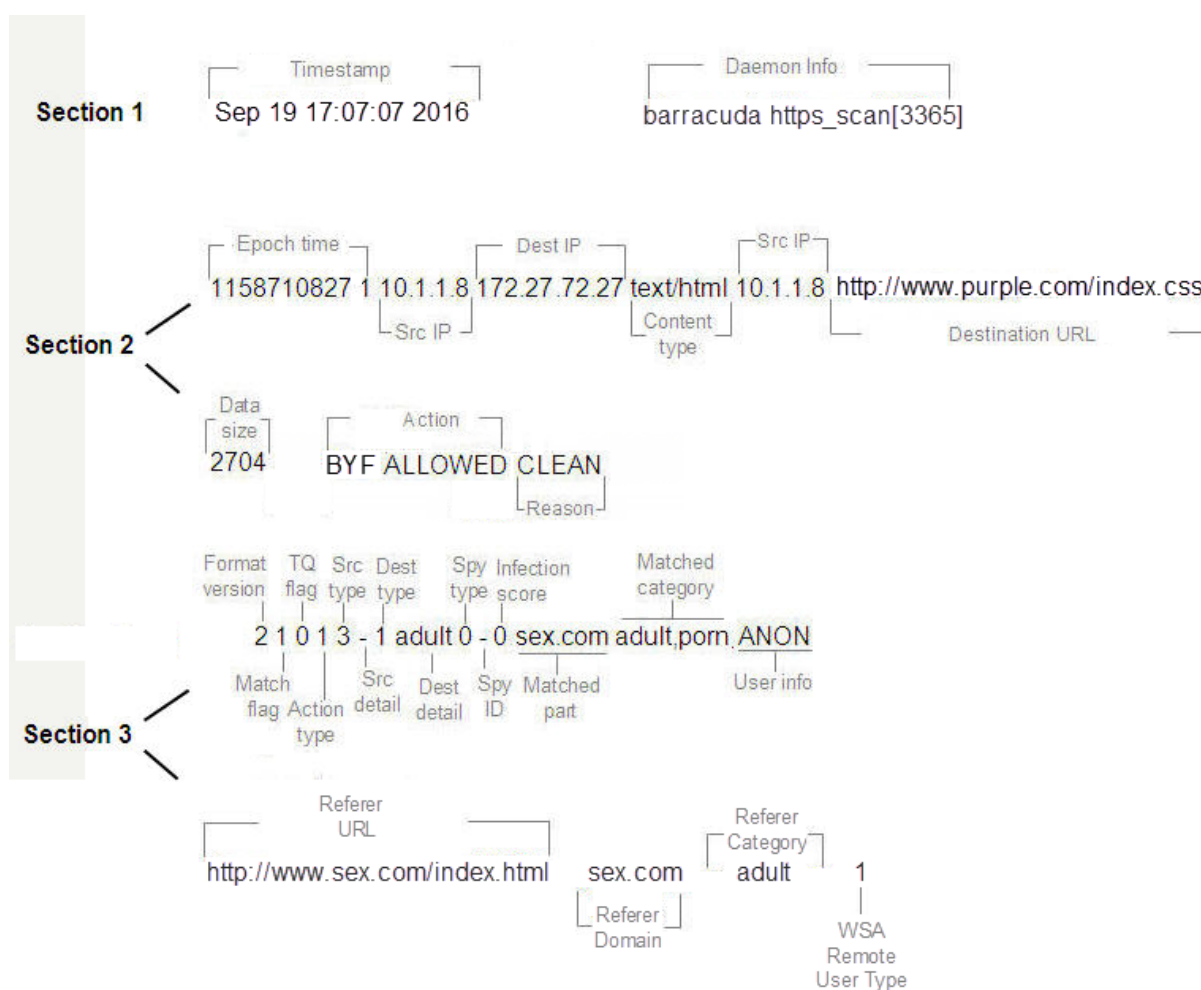 Timestamp
Daemon Info
Section 1
Sep 19 17:07:07 2016
barracuda https_scan[3365]
Epoch time
Dest IP
Src IP
1158710827 1 10.1.1.8 172.27.72.27 text/html 10.1.1.8 http://www.purple.com/index.css
Src IP
Content
type
Destination URL
Section 2
Data
size
Action
2704 BYF ALLOWED CLEAN
Reason
Format
version
TQ
flag
Src
type
Dest
type
Spy
type
Infection
score
Matched
category
2 1 0 1 3 - 1 adult 0 - 0 sex.com adult,porn, ANON
Match
flag
Action
type
Src
detail
Dest
detail
Spy
ID
Matched
part
User info
Section 3
Referer
URL
Referer
Category
http://www.sex.com/index.html sex.com adult 1
Referer
Domain
WSA
Remote
User Type